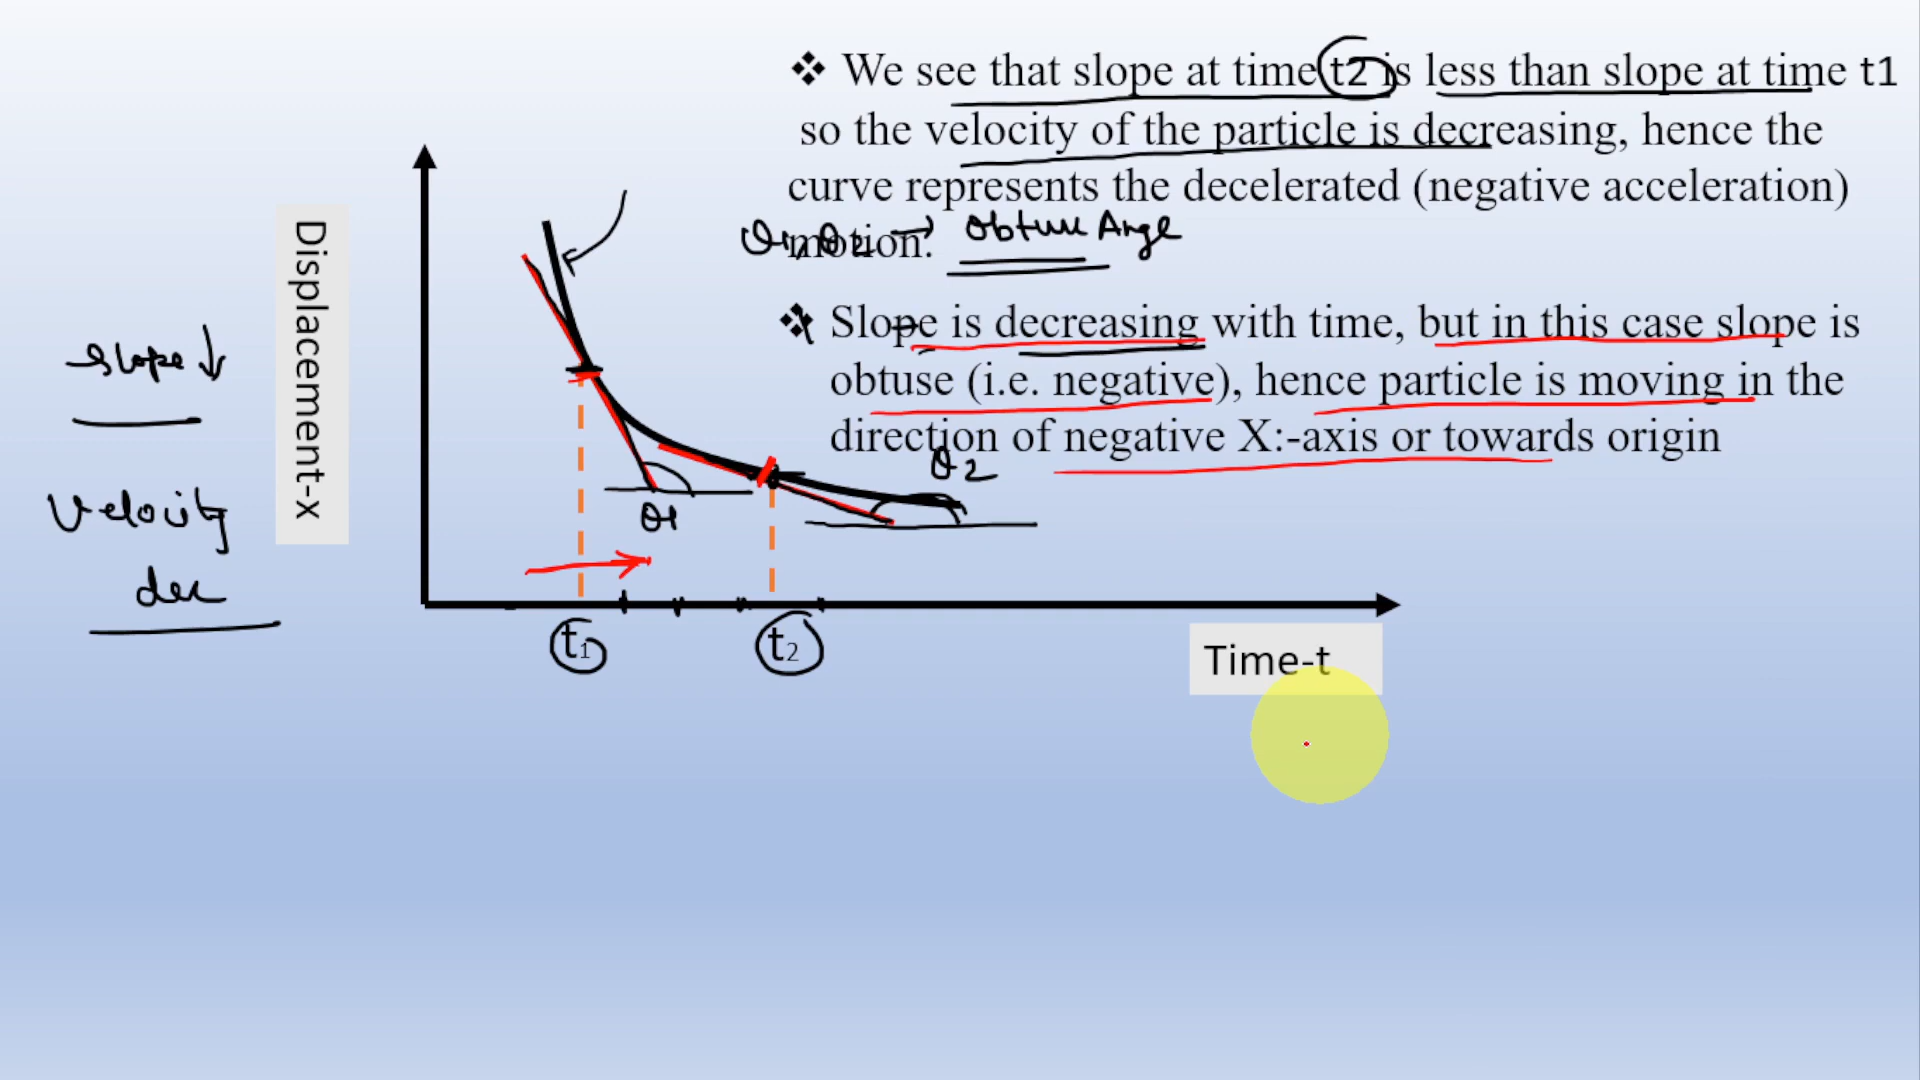 ❖ We see that slope at time t2 is less than slope at time t1
so the velocity of the particle is decreasing, hence the
curve represents the decelerated (negative acceleration)
motion.
θ1, θ2 → Obtuse Ange
❖ Slope is decreasing with time, but in this case slope is
obtuse (i.e. negative), hence particle is moving in the
direction of negative X:-axis or towards origin
Displacement-x
Slope ↓
Velocity
dec
θ1
θ2
t1
t2
Time-t